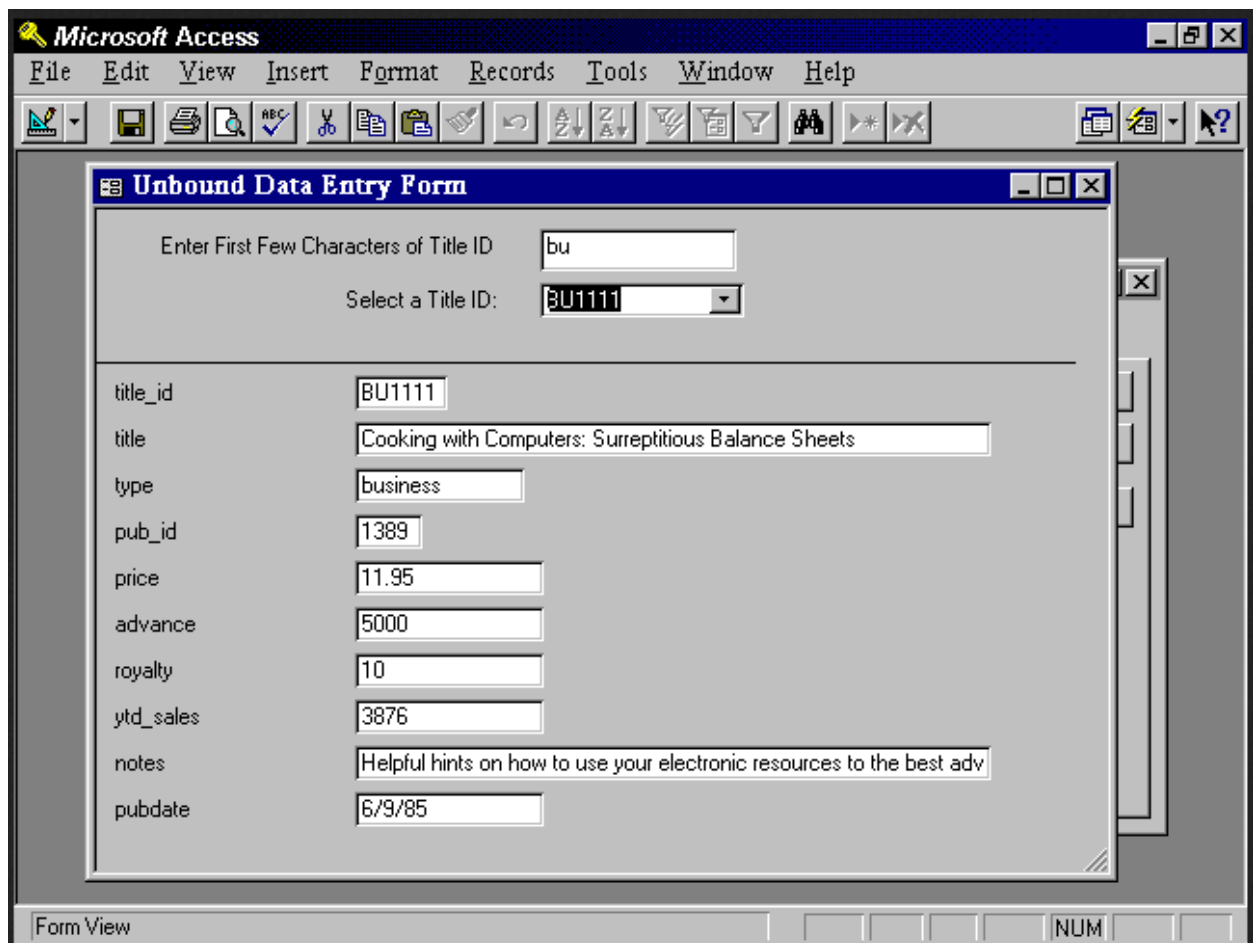 Microsoft Access
File Edit View Insert Format Records Tools Window Help
ABC
A Z Z A
?
Unbound Data Entry Form
Enter First Few Characters of Title ID bu
Select a Title ID: BU1111
title_id BU1111
title Cooking with Computers: Surreptitious Balance Sheets
type business
pub_id 1389
price 11.95
advance 5000
royalty 10
ytd_sales 3876
notes Helpful hints on how to use your electronic resources to the best adv
pubdate 6/9/85
Form View NUM